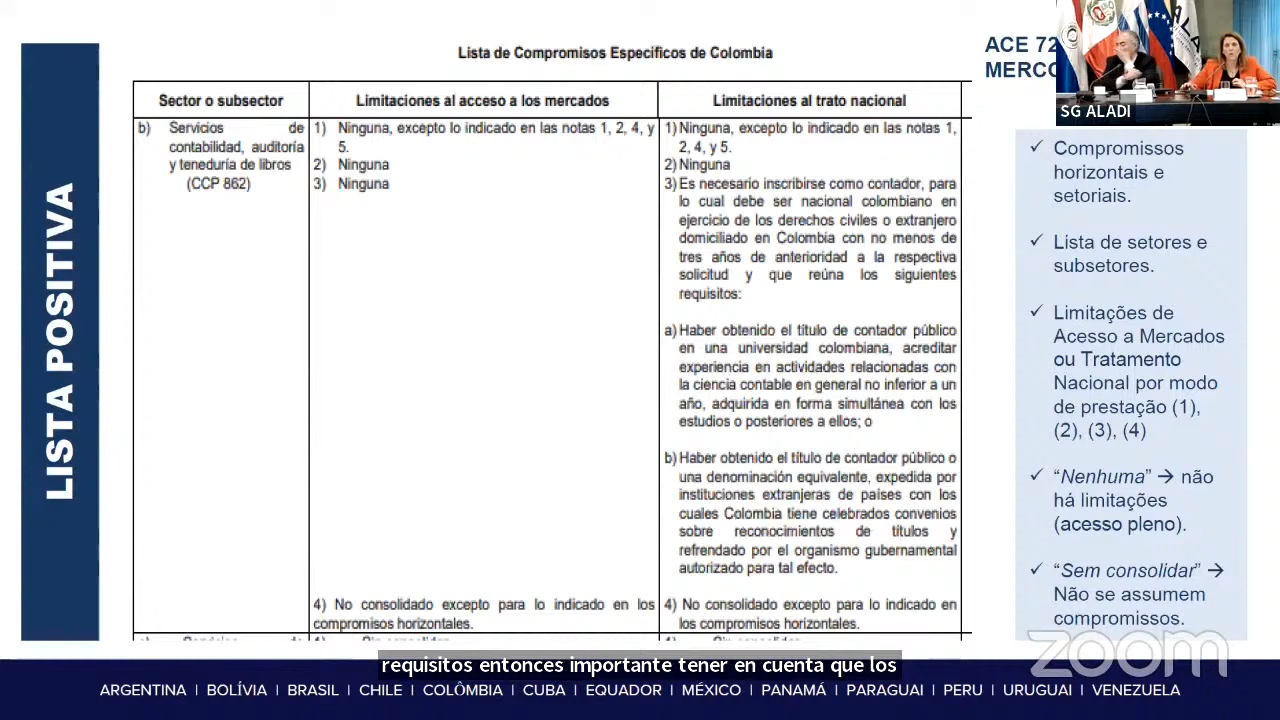 LISTA POSITIVA
Lista de Compromisos Específicos de Colombia
Sector o subsector
Limitaciones al acceso a los mercados
Limitaciones al trato nacional
b) Servicios de
contabilidad, auditoría
y teneduría de libros
(CCP 862)
1) Ninguna, excepto lo indicado en las notas 1, 2, 4, y
5.
2) Ninguna
3) Ninguna
4) No consolidado excepto para lo indicado en los
compromisos horizontales.
1) Ninguna, excepto lo indicado en las notas 1,
2, 4, y 5.
2) Ninguna
3) Es necesario inscribirse como contador, para
lo cual debe ser nacional colombiano en
ejercicio de los derechos civiles o extranjero
domiciliado en Colombia con no menos de
tres años de anterioridad a la respectiva
solicitud y que reúna los siguientes
requisitos:
a) Haber obtenido el título de contador público
en una universidad colombiana, acreditar
experiencia en actividades relacionadas con
la ciencia contable en general no inferior a un
año, adquirida en forma simultánea con los
estudios o posteriores a ellos; o
b) Haber obtenido el título de contador público o
una denominación equivalente, expedida por
instituciones extranjeras de países con los
cuales Colombia tiene celebrados convenios
sobre reconocimientos de títulos y
refrendado por el organismo gubernamental
autorizado para tal efecto.
4) No consolidado excepto para lo indicado en
los compromisos horizontales.
ACE 72
MERCO
SG ALADI
✓ Compromissos
horizontais e
setoriais.
✓ Lista de setores e
subsetores.
✓ Limitações de
Acesso a Mercados
ou Tratamento
Nacional por modo
de prestação (1),
(2), (3), (4)
✓ “Nenhuma” → não
há limitações
(acesso pleno).
✓ “Sem consolidar” →
Não se assumem
compromissos.
zoom
requisitos entonces importante tener en cuenta que los
ARGENTINA | BOLÍVIA | BRASIL | CHILE | COLÔMBIA | CUBA | EQUADOR | MÉXICO | PANAMÁ | PARAGUAI | PERU | URUGUAI | VENEZUELA